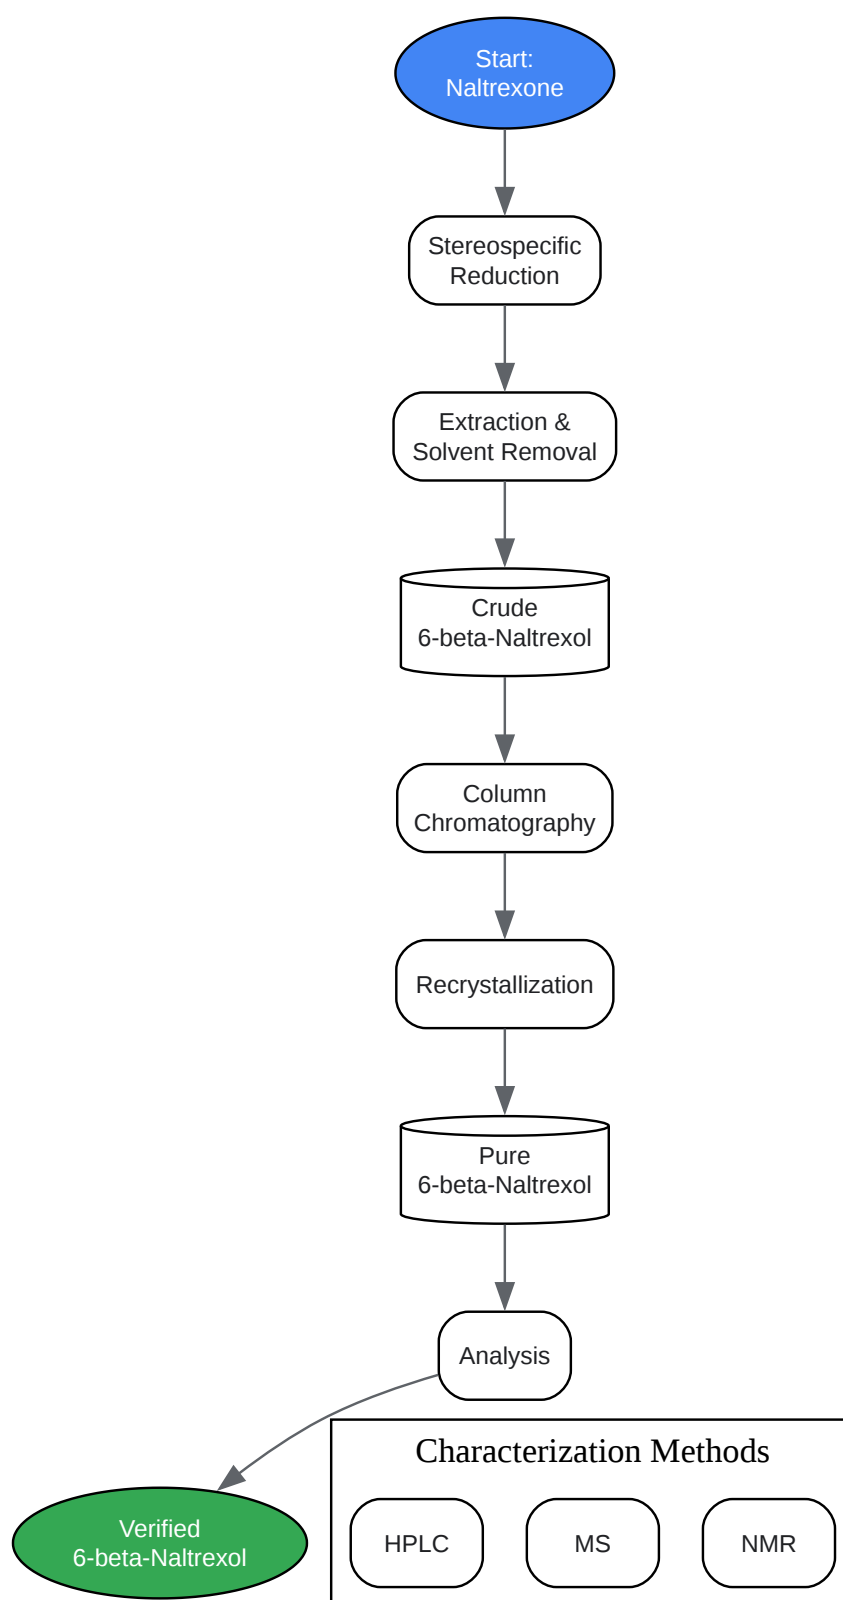 Start:
Naltrexone
Stereospecific
Reduction
Extraction &
Solvent Removal
Crude
6-beta-Naltrexol
Column
Chromatography
Recrystallization
Pure
6-beta-Naltrexol
Analysis
Characterization Methods
Verified
6-beta-Naltrexol
HPLC
MS
NMR